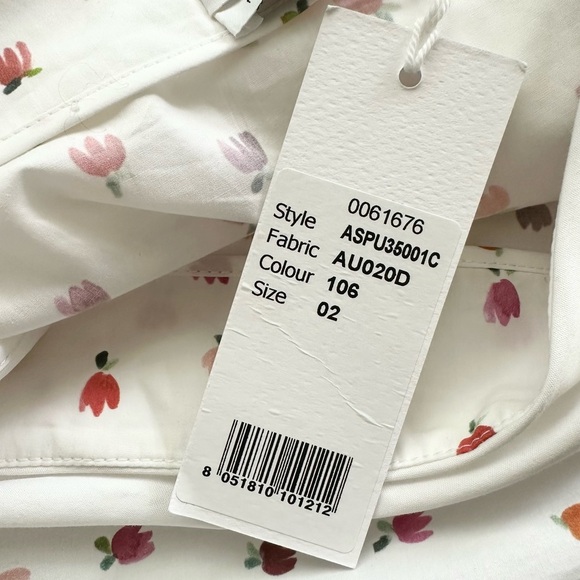 0061676
Style ASPU35001C
Fabric AU020D
Colour 106
Size 02
8 051810 101212